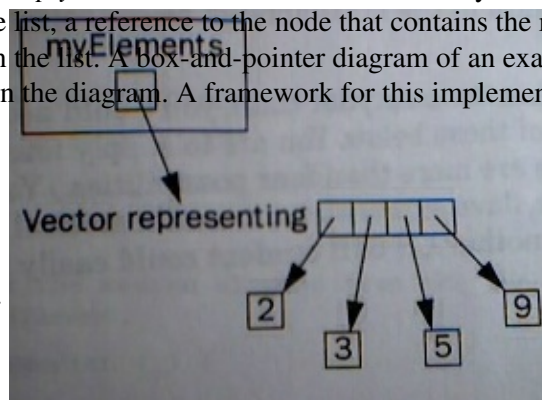 e list, a reference to the node that contains the
myElements
n the list. A box-and-pointer diagram of an exa
n the diagram. A framework for this implemen
Vector representing
2
9
3
5